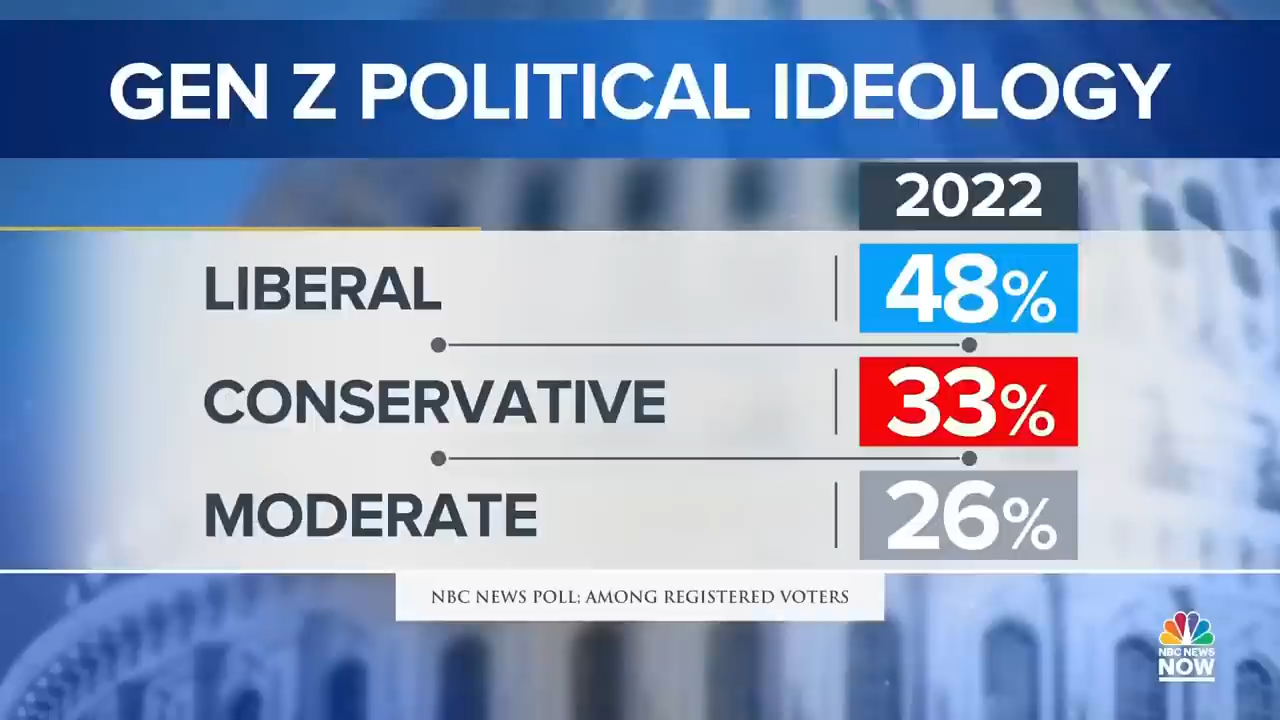 GEN Z POLITICAL IDEOLOGY
2022
LIBERAL 48%
CONSERVATIVE 33%
MODERATE 26%
NBC NEWS POLL; AMONG REGISTERED VOTERS
NBC NEWS
NOW